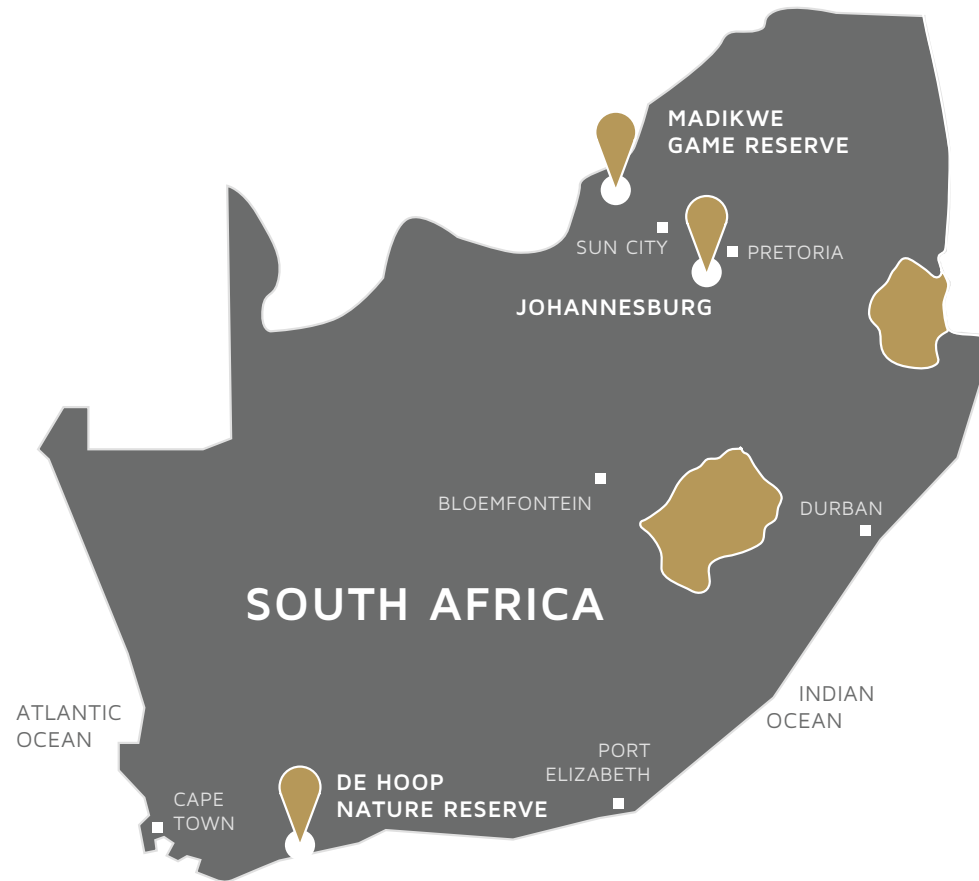 MADIKWE
GAME RESERVE
SUN CITY
PRETORIA
JOHANNESBURG
BLOEMFONTEIN
DURBAN
SOUTH AFRICA
ATLANTIC
OCEAN
INDIAN
OCEAN
PORT
ELIZABETH
DE HOOP
NATURE RESERVE
CAPE
TOWN